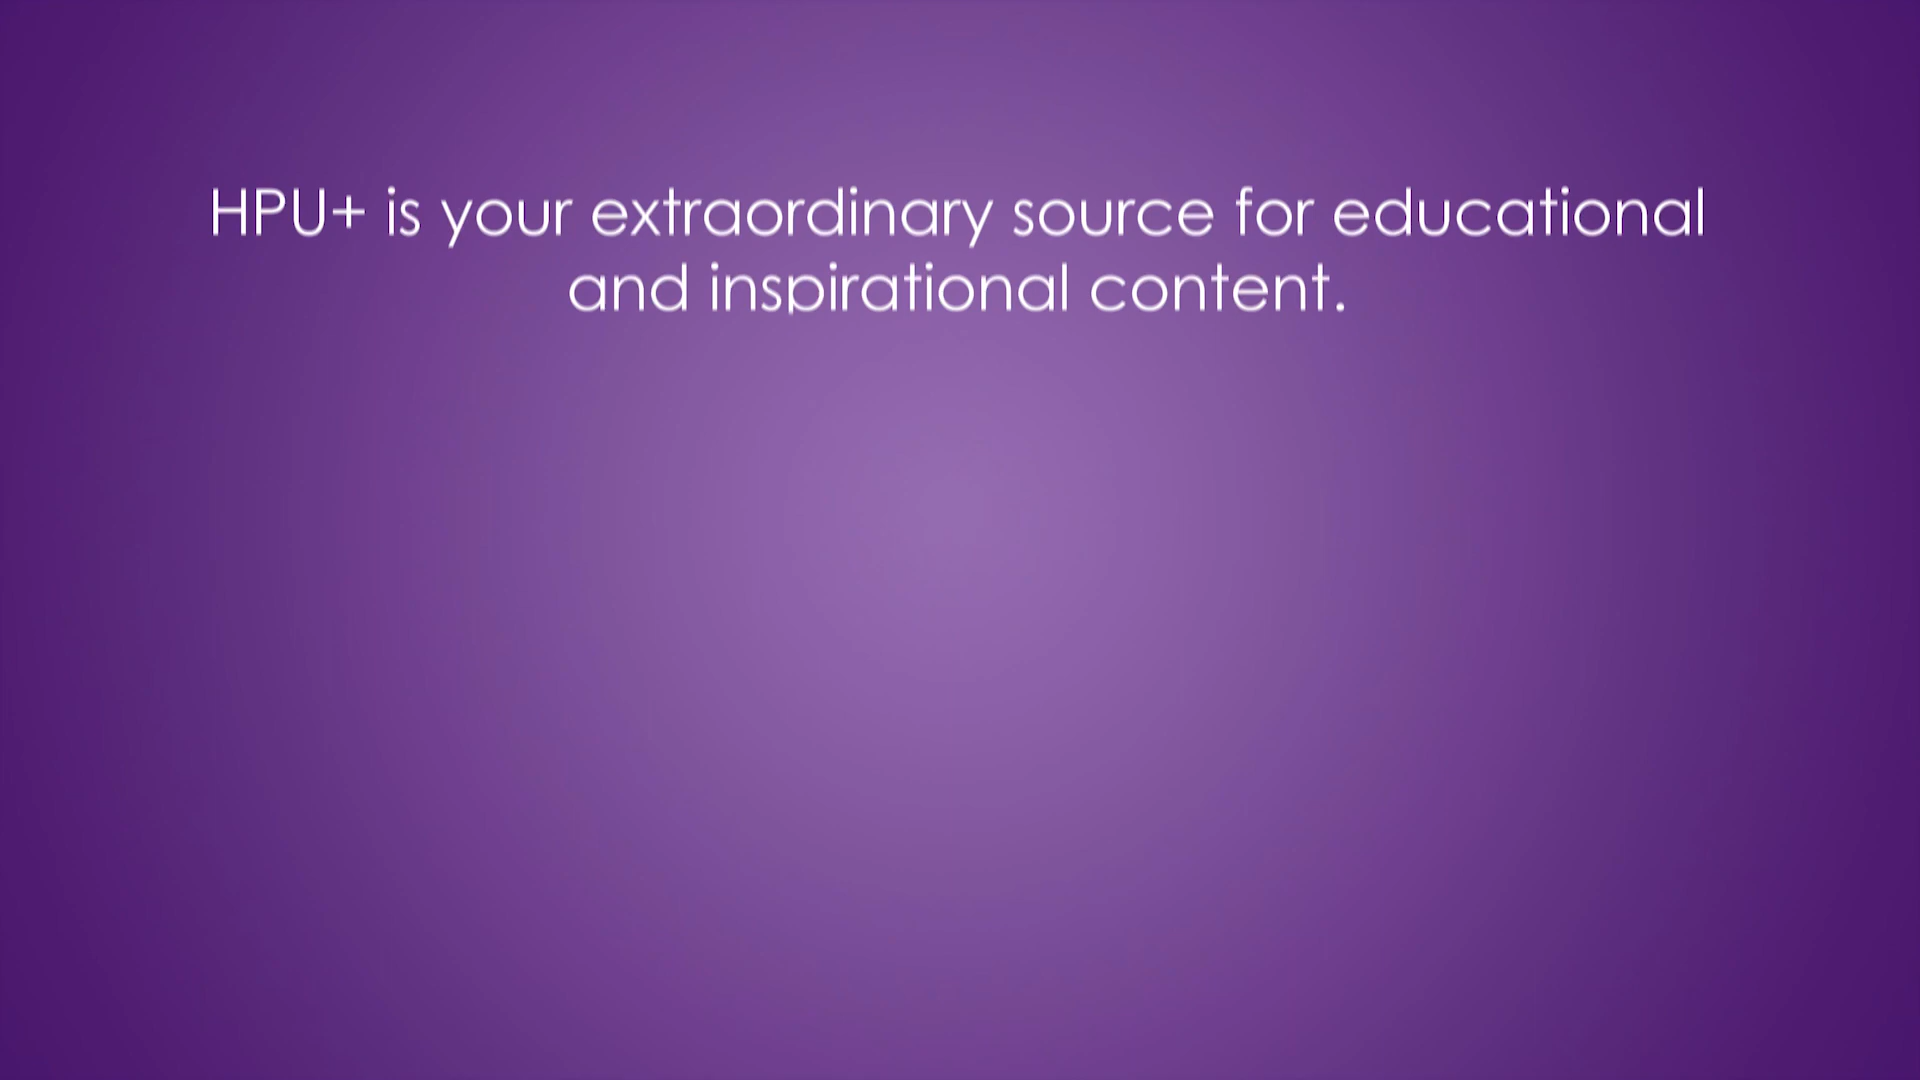 HPU+ is your extraordinary source for educational
and inspirational content.